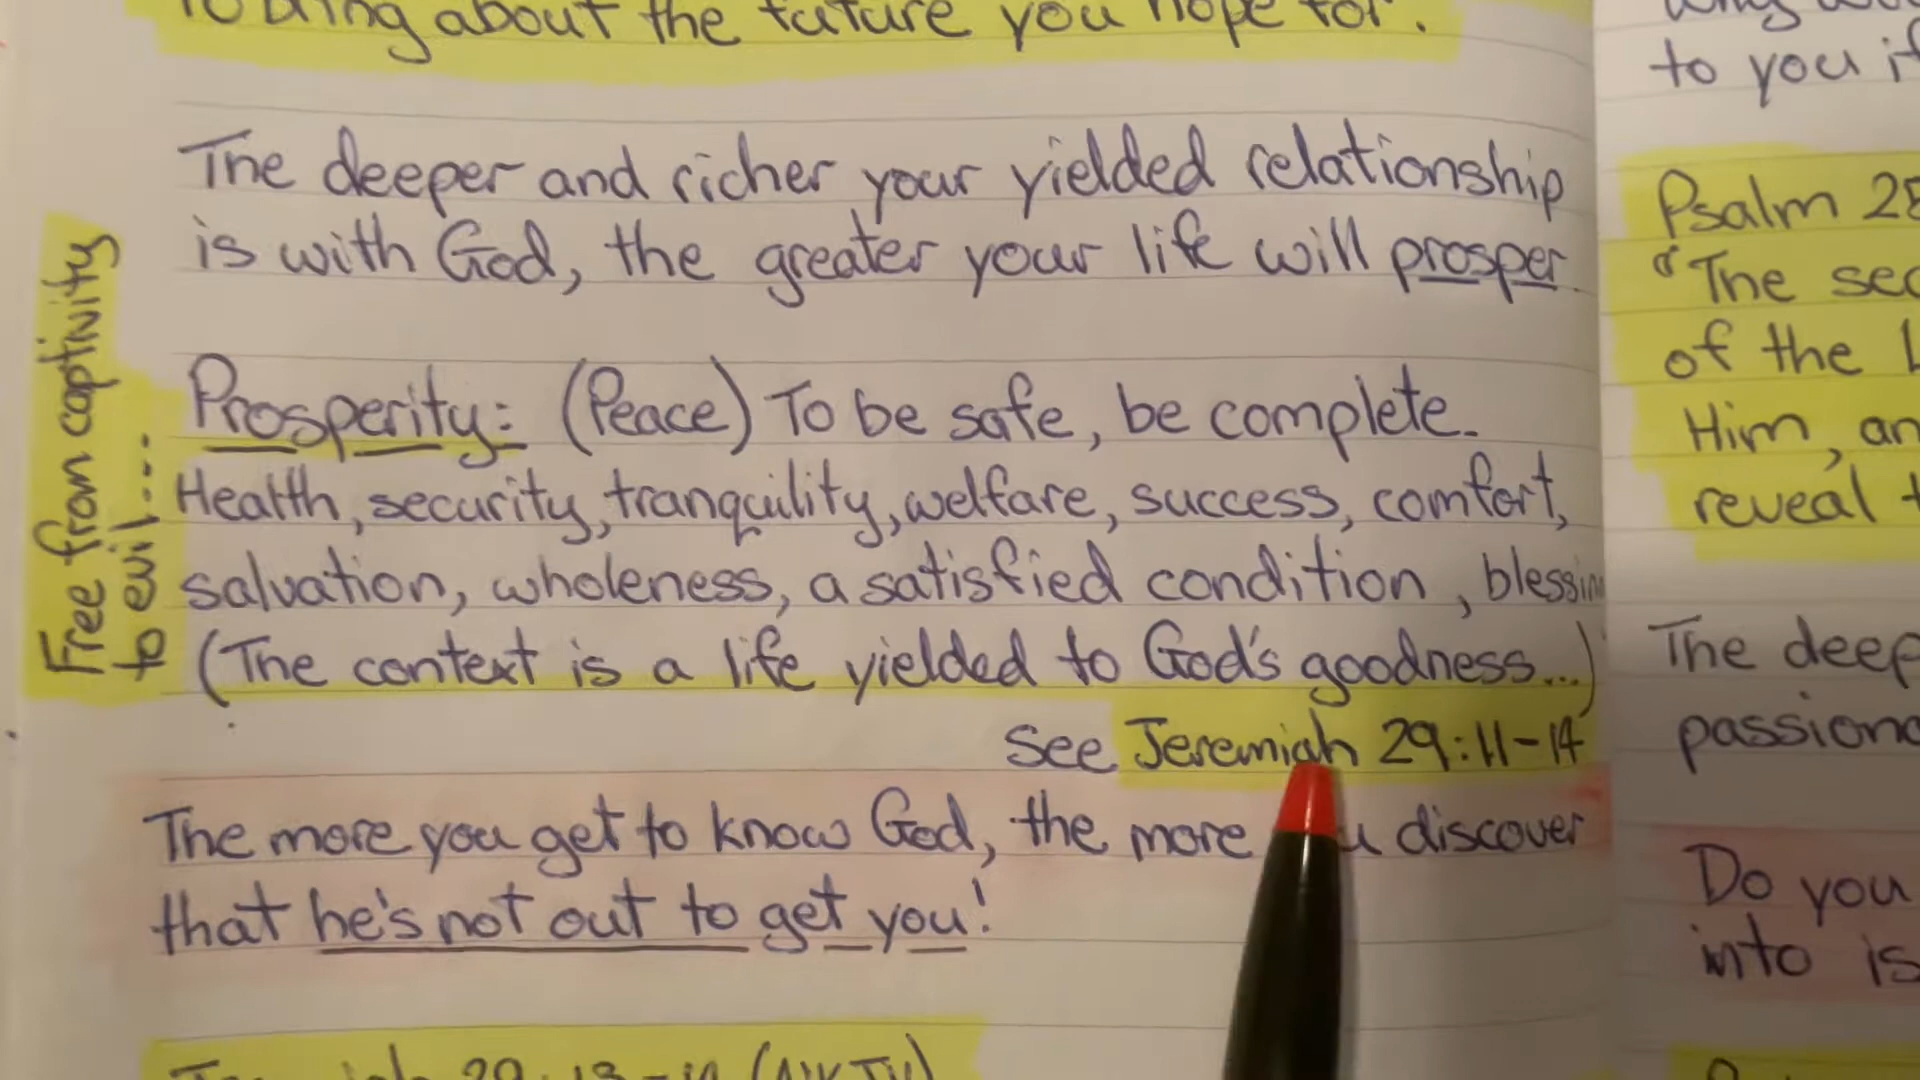 about the future you hope for.
The deeper and richer your yielded relationship
is with God, the greater your life will prosper.
Free from captivity
to evil....
Prosperity: (Peace) To be safe, be complete.
Health, security, tranquility, welfare, success, comfort,
salvation, wholeness, a satisfied condition, blessin
(The context is a life yielded to God's goodness...)
See Jeremiah 29:11-14
The more you get to know God, the more discover
that he's not out to get you!
(NKJV)
to you if
Psalm 25
"The sec
of the L
Him, an
reveal t
The deep
passion
Do you
into is